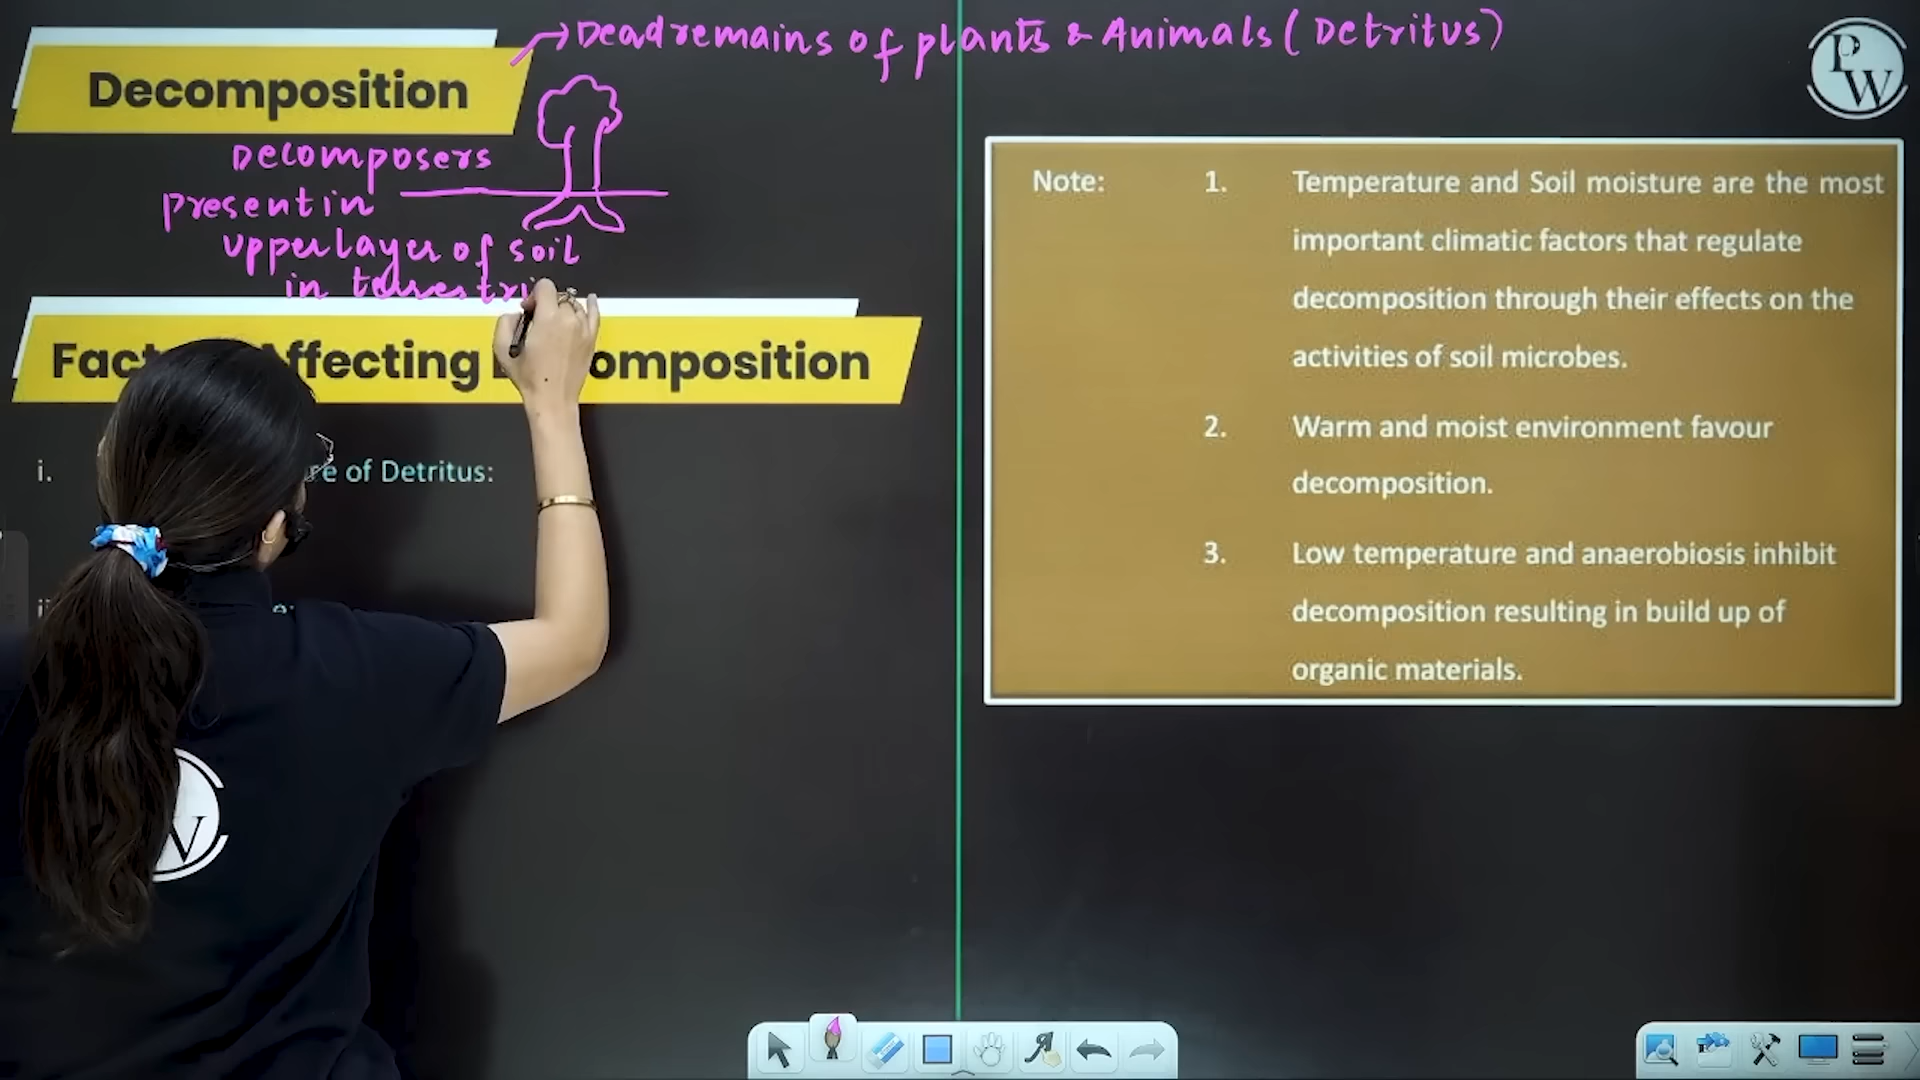 Dead remains of plants & Animals (Detritus)
Decomposition
Decomposers
present in
upper layer of soil
in
Affecting
i.
of Detritus:
PW
Note:
1. Temperature and Soil moisture are the most
important climatic factors that regulate
decomposition through their effects on the
activities of soil microbes.
2. Warm and moist environment favour
decomposition.
3. Low temperature and anaerobiosis inhibit
decomposition resulting in build up of
organic materials.